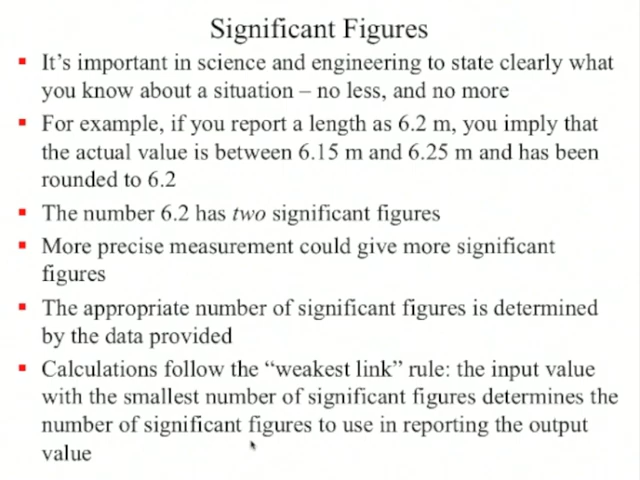 Significant Figures
It's important in science and engineering to state clearly what
you know about a situation – no less, and no more
For example, if you report a length as 6.2 m, you imply that
the actual value is between 6.15 m and 6.25 m and has been
rounded to 6.2
The number 6.2 has two significant figures
More precise measurement could give more significant
figures
The appropriate number of significant figures is determined
by the data provided
Calculations follow the “weakest link” rule: the input value
with the smallest number of significant figures determines the
number of significant figures to use in reporting the output
value